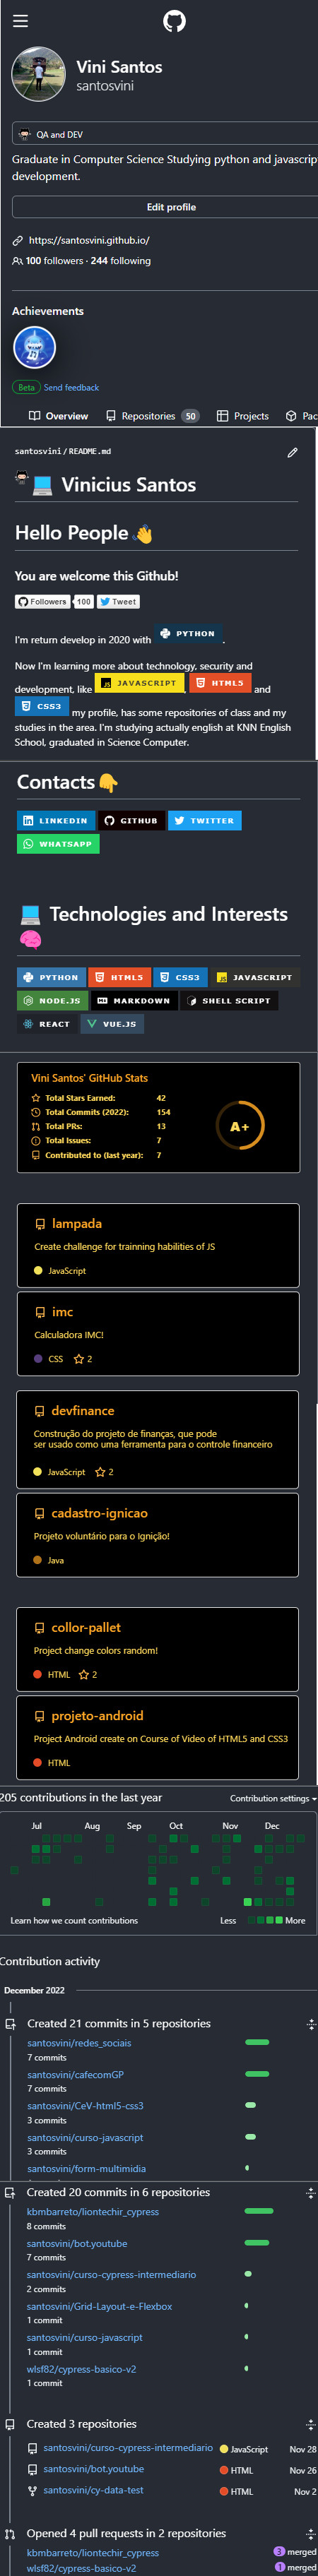 Vini Santos
santosvini
QA and DEV
Graduate in Computer Science Studying python and javascrip
development.
Edit profile
https://santosvini.github.io/
100 followers · 244 following
Achievements
Beta Send feedback
Overview Repositories 50 Projects Pac
santosvini/README.md
Vinicius Santos
Hello People
You are welcome this Github!
Followers 100 Tweet
I'm return develop in 2020 with PYTHON .
Now I'm learning more about technology, security and
development, like JAVASCRIPT , HTML5 and
CSS3 my profile, has some repositories of class and my
studies in the area. I'm studying actually english at KNN English
School, graduated in Science Computer.
Contacts
LINKEDIN GITHUB TWITTER
WHATSAPP
Technologies and Interests
PYTHON HTML5 CSS3 JAVASCRIPT
NODE.JS MARKDOWN SHELL SCRIPT
REACT VUE.JS
Vini Santos' GitHub Stats
Total Stars Earned: 42
Total Commits (2022): 154
Total PRs: 13
Total Issues: 7
Contributed to (last year): 7
A+
lampada
Create challenge for trainning habilities of JS
JavaScript
imc
Calculadora IMC!
CSS 2
devfinance
Construção do projeto de finanças, que pode
ser usado como uma ferramenta para o controle financeiro
JavaScript 2
cadastro-ignicao
Projeto voluntário para o Ignição!
Java
collor-pallet
Project change colors random!
HTML 2
projeto-android
Project Android create on Course of Video of HTML5 and CSS3
HTML
205 contributions in the last year Contribution settings
Jul Aug Sep Oct Nov Dec
Learn how we count contributions Less More
Contribution activity
December 2022
Created 21 commits in 5 repositories
santosvini/redes_sociais
7 commits
santosvini/cafecomGP
7 commits
santosvini/CeV-html5-css3
3 commits
santosvini/curso-javascript
3 commits
santosvini/form-multimidia
Created 20 commits in 6 repositories
kbmbarreto/liontechir_cypress
8 commits
santosvini/bot.youtube
7 commits
santosvini/curso-cypress-intermediario
2 commits
santosvini/Grid-Layout-e-Flexbox
1 commit
santosvini/curso-javascript
1 commit
wlsf82/cypress-basico-v2
1 commit
Created 3 repositories
santosvini/curso-cypress-intermediario JavaScript Nov 28
santosvini/bot.youtube HTML Nov 26
santosvini/cy-data-test HTML Nov 2
Opened 4 pull requests in 2 repositories
kbmbarreto/liontechir_cypress 3 merged
wlsf82/cypress-basico-v2 1 merged